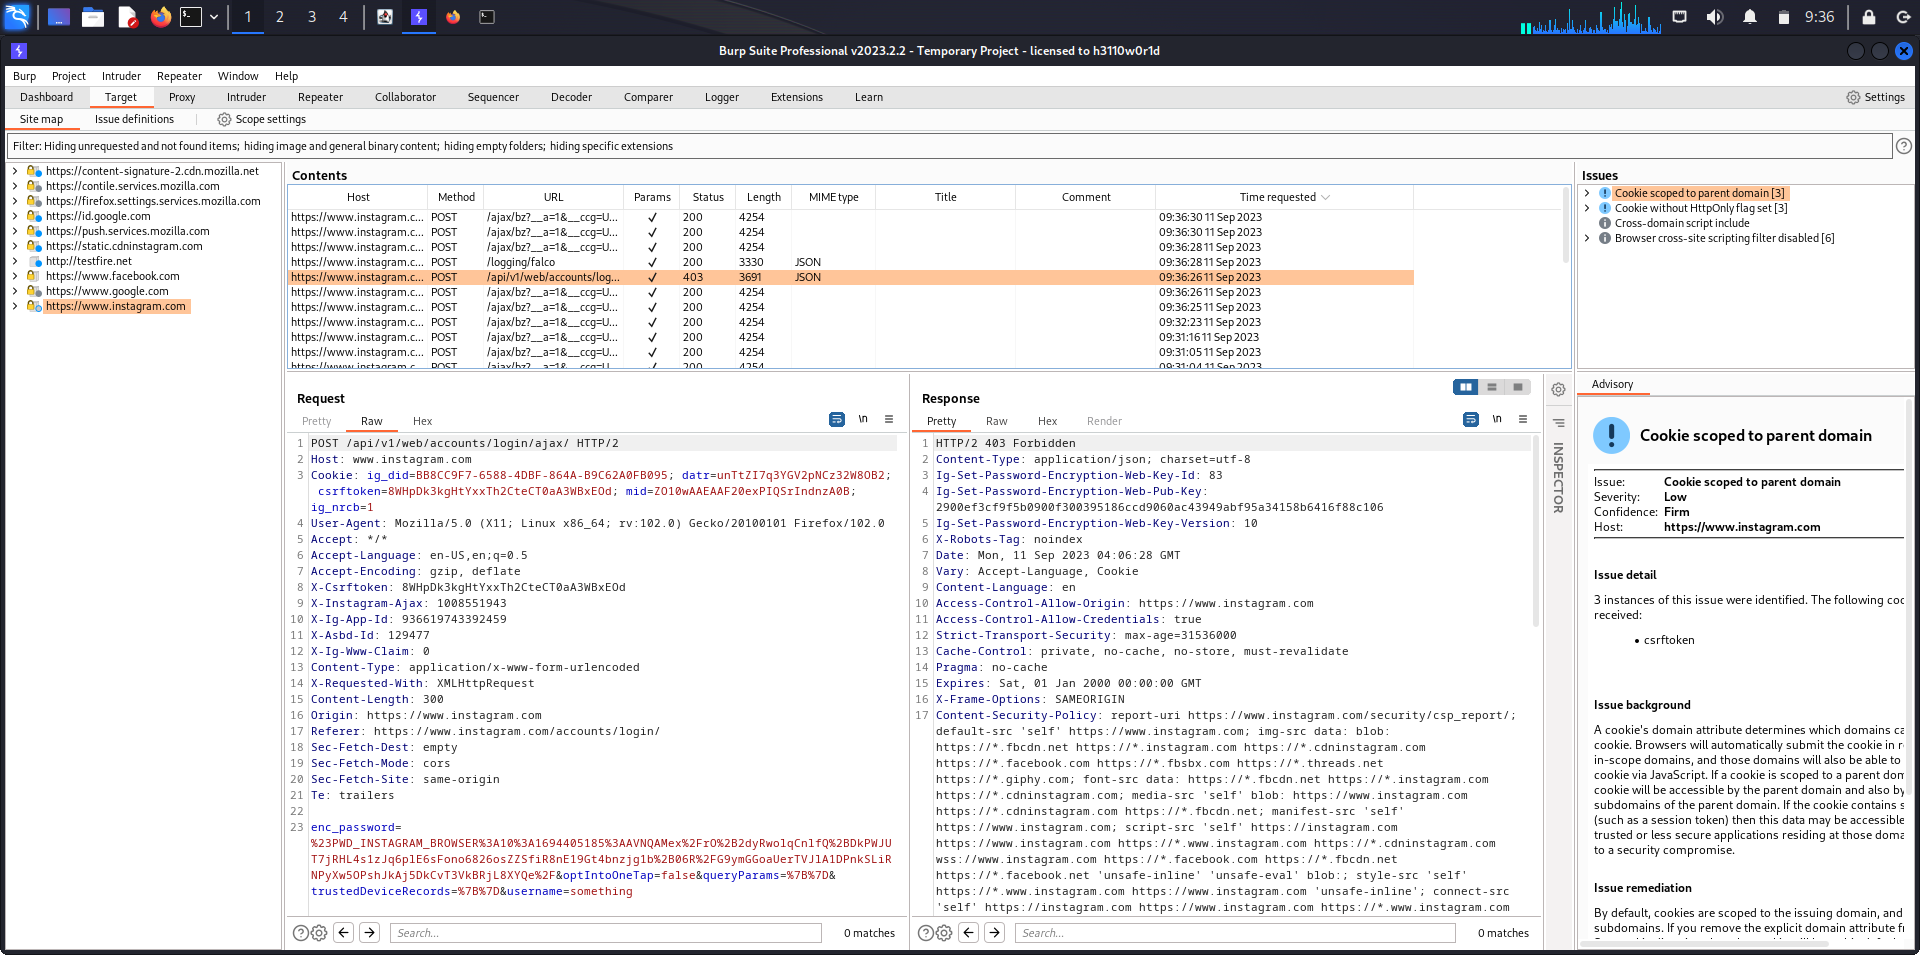 1 2 3 4 9:36
Burp Suite Professional v2023.2.2 - Temporary Project - licensed to h3110w0r1d
Burp Project Intruder Repeater Window Help
Dashboard Target Proxy Intruder Repeater Collaborator Sequencer Decoder Comparer Logger Extensions Learn Settings
Site map Issue definitions Scope settings
Filter: Hiding unrequested and not found items; hiding image and general binary content; hiding empty folders; hiding specific extensions
https://content-signature-2.cdn.mozilla.net
https://contile.services.mozilla.com
https://firefox.settings.services.mozilla.com
https://id.google.com
https://push.services.mozilla.com
https://static.cdninstagram.com
http://testfire.net
https://www.facebook.com
https://www.google.com
https://www.instagram.com
Contents
Host Method URL Params Status Length MIME type Title Comment Time requested
https://www.instagram.c... POST /ajax/bz?__a=1&__ccg=U... ✓ 200 4254 09:36:30 11 Sep 2023
https://www.instagram.c... POST /ajax/bz?__a=1&__ccg=U... ✓ 200 4254 09:36:30 11 Sep 2023
https://www.instagram.c... POST /ajax/bz?__a=1&__ccg=U... ✓ 200 4254 09:36:28 11 Sep 2023
https://www.instagram.c... POST /logging/falco ✓ 200 3330 JSON 09:36:28 11 Sep 2023
https://www.instagram.c... POST /api/v1/web/accounts/log... ✓ 403 3691 JSON 09:36:26 11 Sep 2023
https://www.instagram.c... POST /ajax/bz?__a=1&__ccg=U... ✓ 200 4254 09:36:26 11 Sep 2023
https://www.instagram.c... POST /ajax/bz?__a=1&__ccg=U... ✓ 200 4254 09:36:25 11 Sep 2023
https://www.instagram.c... POST /ajax/bz?__a=1&__ccg=U... ✓ 200 4254 09:32:23 11 Sep 2023
https://www.instagram.c... POST /ajax/bz?__a=1&__ccg=U... ✓ 200 4254 09:31:16 11 Sep 2023
https://www.instagram.c... POST /ajax/bz?__a=1&__ccg=U... ✓ 200 4254 09:31:05 11 Sep 2023
https://www.instagram.c... POST /ajax/bz?__a=1&__ccg=U... ✓ 200 4254 09:31:04 11 Sep 2023
Issues
Cookie scoped to parent domain [3]
Cookie without HttpOnly flag set [3]
Cross-domain script include
Browser cross-site scripting filter disabled [6]
Request
Pretty Raw Hex \n
1 POST /api/v1/web/accounts/login/ajax/ HTTP/2
2 Host: www.instagram.com
3 Cookie: ig_did=BB8CC9F7-6588-4DBF-864A-B9C62A0FB095; datr=unTtZI7q3YGV2pNCz32W8OB2;
csrftoken=8WHpDk3kgHtYxxTh2CteCT0aA3WBxEOd; mid=ZO10wAAEAAF20exPIQSrIndnzA0B;
ig_nrcb=1
4 User-Agent: Mozilla/5.0 (X11; Linux x86_64; rv:102.0) Gecko/20100101 Firefox/102.0
5 Accept: */*
6 Accept-Language: en-US,en;q=0.5
7 Accept-Encoding: gzip, deflate
8 X-Csrftoken: 8WHpDk3kgHtYxxTh2CteCT0aA3WBxEOd
9 X-Instagram-Ajax: 1008551943
10 X-Ig-App-Id: 936619743392459
11 X-Asbd-Id: 129477
12 X-Ig-Www-Claim: 0
13 Content-Type: application/x-www-form-urlencoded
14 X-Requested-With: XMLHttpRequest
15 Content-Length: 300
16 Origin: https://www.instagram.com
17 Referer: https://www.instagram.com/accounts/login/
18 Sec-Fetch-Dest: empty
19 Sec-Fetch-Mode: cors
20 Sec-Fetch-Site: same-origin
21 Te: trailers
22
23 enc_password=
%23PWD_INSTAGRAM_BROWSER%3A10%3A1694405185%3AAVNQAMex%2FrO%2B2dyRwolqCnlfQ%2BDkPWJU
T7jRHL4s1zJq6plE6sFono6826osZZSfiR8nE19Gt4bnzjg1b%2B06R%2FG9ymGGoaUerTVJ1A1DPnkSLiR
NPyXw5OPshJkAj5DkCvT3VkBRjL8XYQe%2F&optIntoOneTap=false&queryParams=%7B%7D&
trustedDeviceRecords=%7B%7D&username=something
Search... 0 matches
Response
Pretty Raw Hex Render \n
1 HTTP/2 403 Forbidden
2 Content-Type: application/json; charset=utf-8
3 Ig-Set-Password-Encryption-Web-Key-Id: 83
4 Ig-Set-Password-Encryption-Web-Pub-Key:
2900ef3cf9f5b0900f300395186ccd9060ac43949abf95a34158b6416f88c106
5 Ig-Set-Password-Encryption-Web-Key-Version: 10
6 X-Robots-Tag: noindex
7 Date: Mon, 11 Sep 2023 04:06:28 GMT
8 Vary: Accept-Language, Cookie
9 Content-Language: en
10 Access-Control-Allow-Origin: https://www.instagram.com
11 Access-Control-Allow-Credentials: true
12 Strict-Transport-Security: max-age=31536000
13 Cache-Control: private, no-cache, no-store, must-revalidate
14 Pragma: no-cache
15 Expires: Sat, 01 Jan 2000 00:00:00 GMT
16 X-Frame-Options: SAMEORIGIN
17 Content-Security-Policy: report-uri https://www.instagram.com/security/csp_report/;
default-src 'self' https://www.instagram.com; img-src data: blob:
https://*.fbcdn.net https://*.instagram.com https://*.cdninstagram.com
https://*.facebook.com https://*.fbsbx.com https://*.threads.net
https://*.giphy.com; font-src data: https://*.fbcdn.net https://*.instagram.com
https://*.cdninstagram.com; media-src 'self' blob: https://www.instagram.com
https://*.cdninstagram.com https://*.fbcdn.net; manifest-src 'self'
https://www.instagram.com; script-src 'self' https://instagram.com
https://www.instagram.com https://*.www.instagram.com https://*.cdninstagram.com
wss://www.instagram.com https://*.facebook.com https://*.fbcdn.net
https://*.facebook.net 'unsafe-inline' 'unsafe-eval' blob:; style-src 'self'
https://*.www.instagram.com https://www.instagram.com 'unsafe-inline'; connect-src
'self' https://instagram.com https://www.instagram.com https://*.www.instagram.com
Search... 0 matches
INSPECTOR
Advisory
Cookie scoped to parent domain
Issue: Cookie scoped to parent domain
Severity: Low
Confidence: Firm
Host: https://www.instagram.com
Issue detail
3 instances of this issue were identified. The following coo
received:
• csrftoken
Issue background
A cookie's domain attribute determines which domains ca
cookie. Browsers will automatically submit the cookie in r
in-scope domains, and those domains will also be able to
cookie via JavaScript. If a cookie is scoped to a parent dom
cookie will be accessible by the parent domain and also by
subdomains of the parent domain. If the cookie contains s
(such as a session token) then this data may be accessible
trusted or less secure applications residing at those doma
to a security compromise.
Issue remediation
By default, cookies are scoped to the issuing domain, and
subdomains. If you remove the explicit domain attribute fr